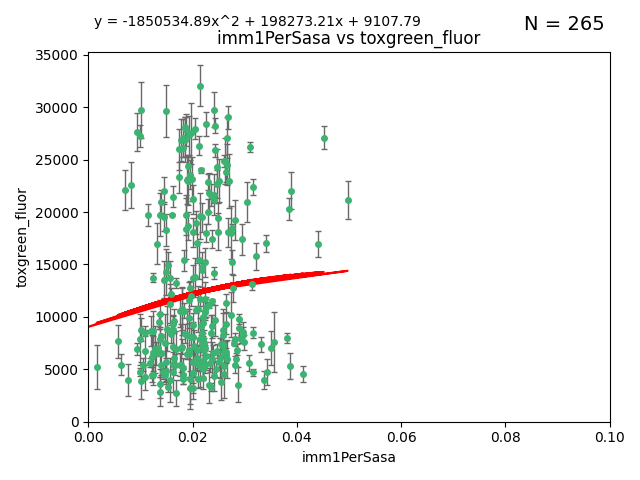 y = -1850534.89x^2 + 198273.21x + 9107.79
N = 265
imm1PerSasa vs toxgreen_fluor
35000
30000
25000
20000
15000
10000
5000
0
toxgreen_fluor
0.00
0.02
0.04
0.06
0.08
0.10
imm1PerSasa